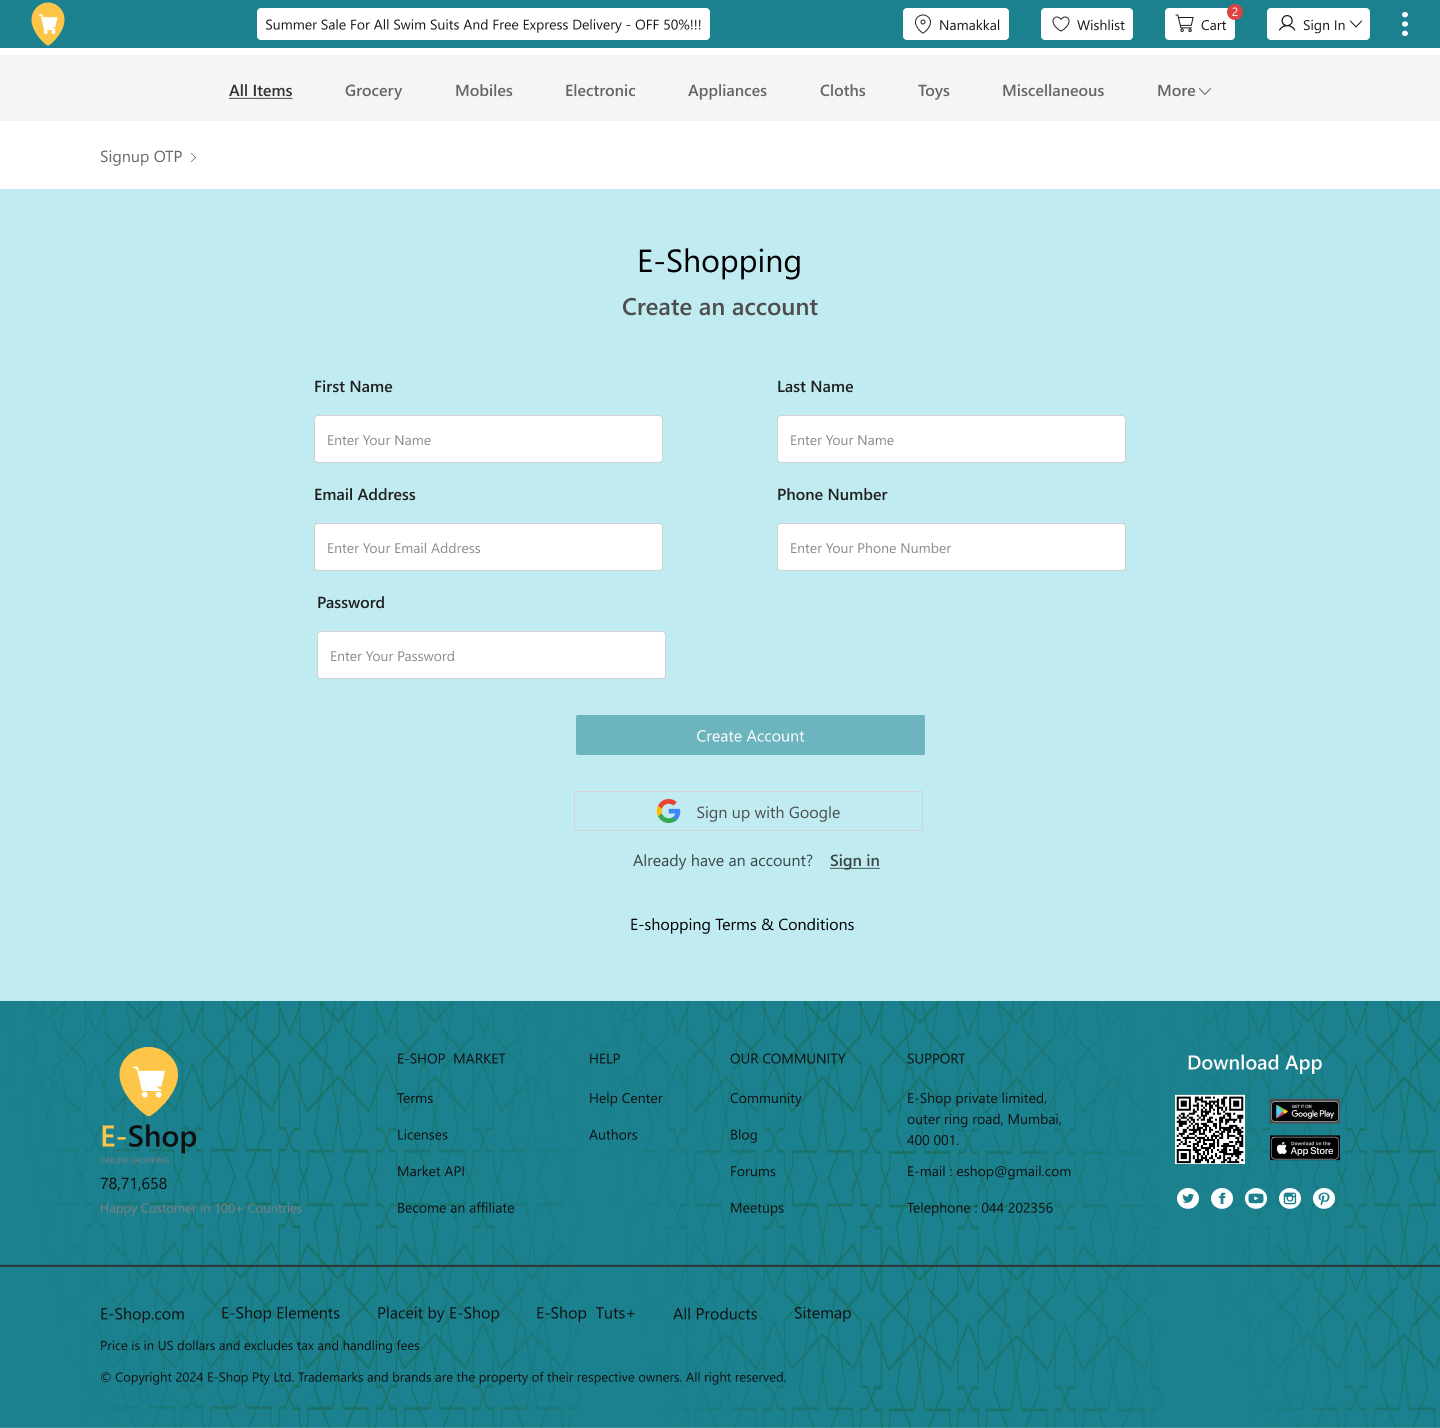 Summer Sale For All Swim Suits And Free Express Delivery - OFF 50%!!!
Namakkal
Wishlist
Cart
2
Sign In
All Items
Grocery
Mobiles
Electronic
Appliances
Cloths
Toys
Miscellaneous
More
Signup OTP
E-Shopping
Create an account
First Name
Last Name
Enter Your Name
Enter Your Name
Email Address
Phone Number
Enter Your Email Address
Enter Your Phone Number
Password
Enter Your Password
Create Account
Sign up with Google
Already have an account? Sign in
E-shopping Terms & Conditions
E-Shop
ONLINE SHOPPING
78,71,658
Happy Customer in 100+ Countries
E-SHOP MARKET
Terms
Licenses
Market API
Become an affiliate
HELP
Help Center
Authors
OUR COMMUNITY
Community
Blog
Forums
Meetups
SUPPORT
E-Shop private limited,
outer ring road, Mumbai,
400 001.
E-mail : eshop@gmail.com
Telephone : 044 202356
Download App
GET IT ON
Google Play
Download on the
App Store
E-Shop.com
E-Shop Elements
Placeit by E-Shop
E-Shop Tuts+
All Products
Sitemap
Price is in US dollars and excludes tax and handling fees
© Copyright 2024 E-Shop Pty Ltd. Trademarks and brands are the property of their respective owners. All right reserved.